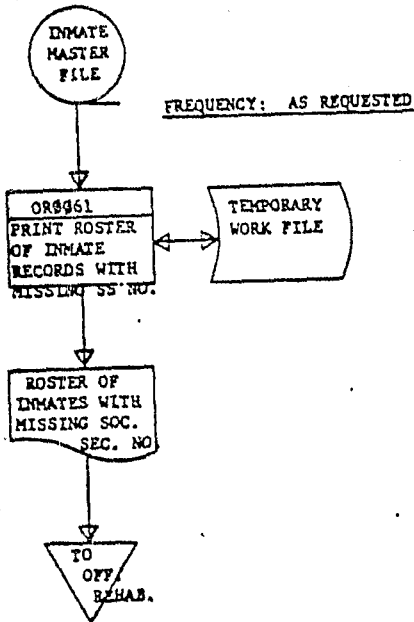 INMATE
MASTER
FILE
FREQUENCY: AS REQUESTED
OR0061
PRINT ROSTER
OF INMATE
RECORDS WITH
MISSING SS NO.
TEMPORARY
WORK FILE
ROSTER OF
INMATES WITH
MISSING SOC.
SEC. NO
TO
OFF.
REHAB.